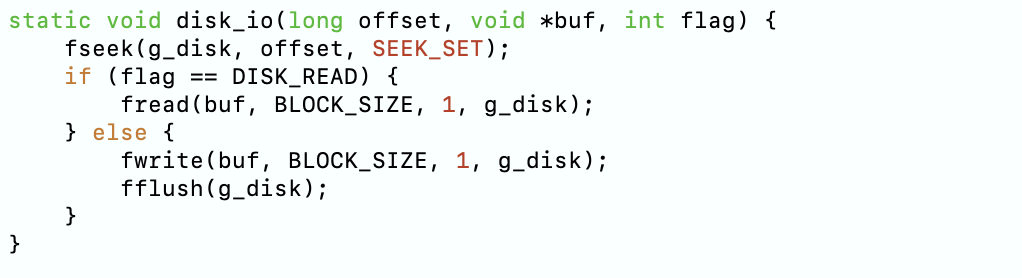 static void disk_io(long offset, void *buf, int flag) {
    fseek(g_disk, offset, SEEK_SET);
    if (flag == DISK_READ) {
        fread(buf, BLOCK_SIZE, 1, g_disk);
    } else {
        fwrite(buf, BLOCK_SIZE, 1, g_disk);
        fflush(g_disk);
    }
}